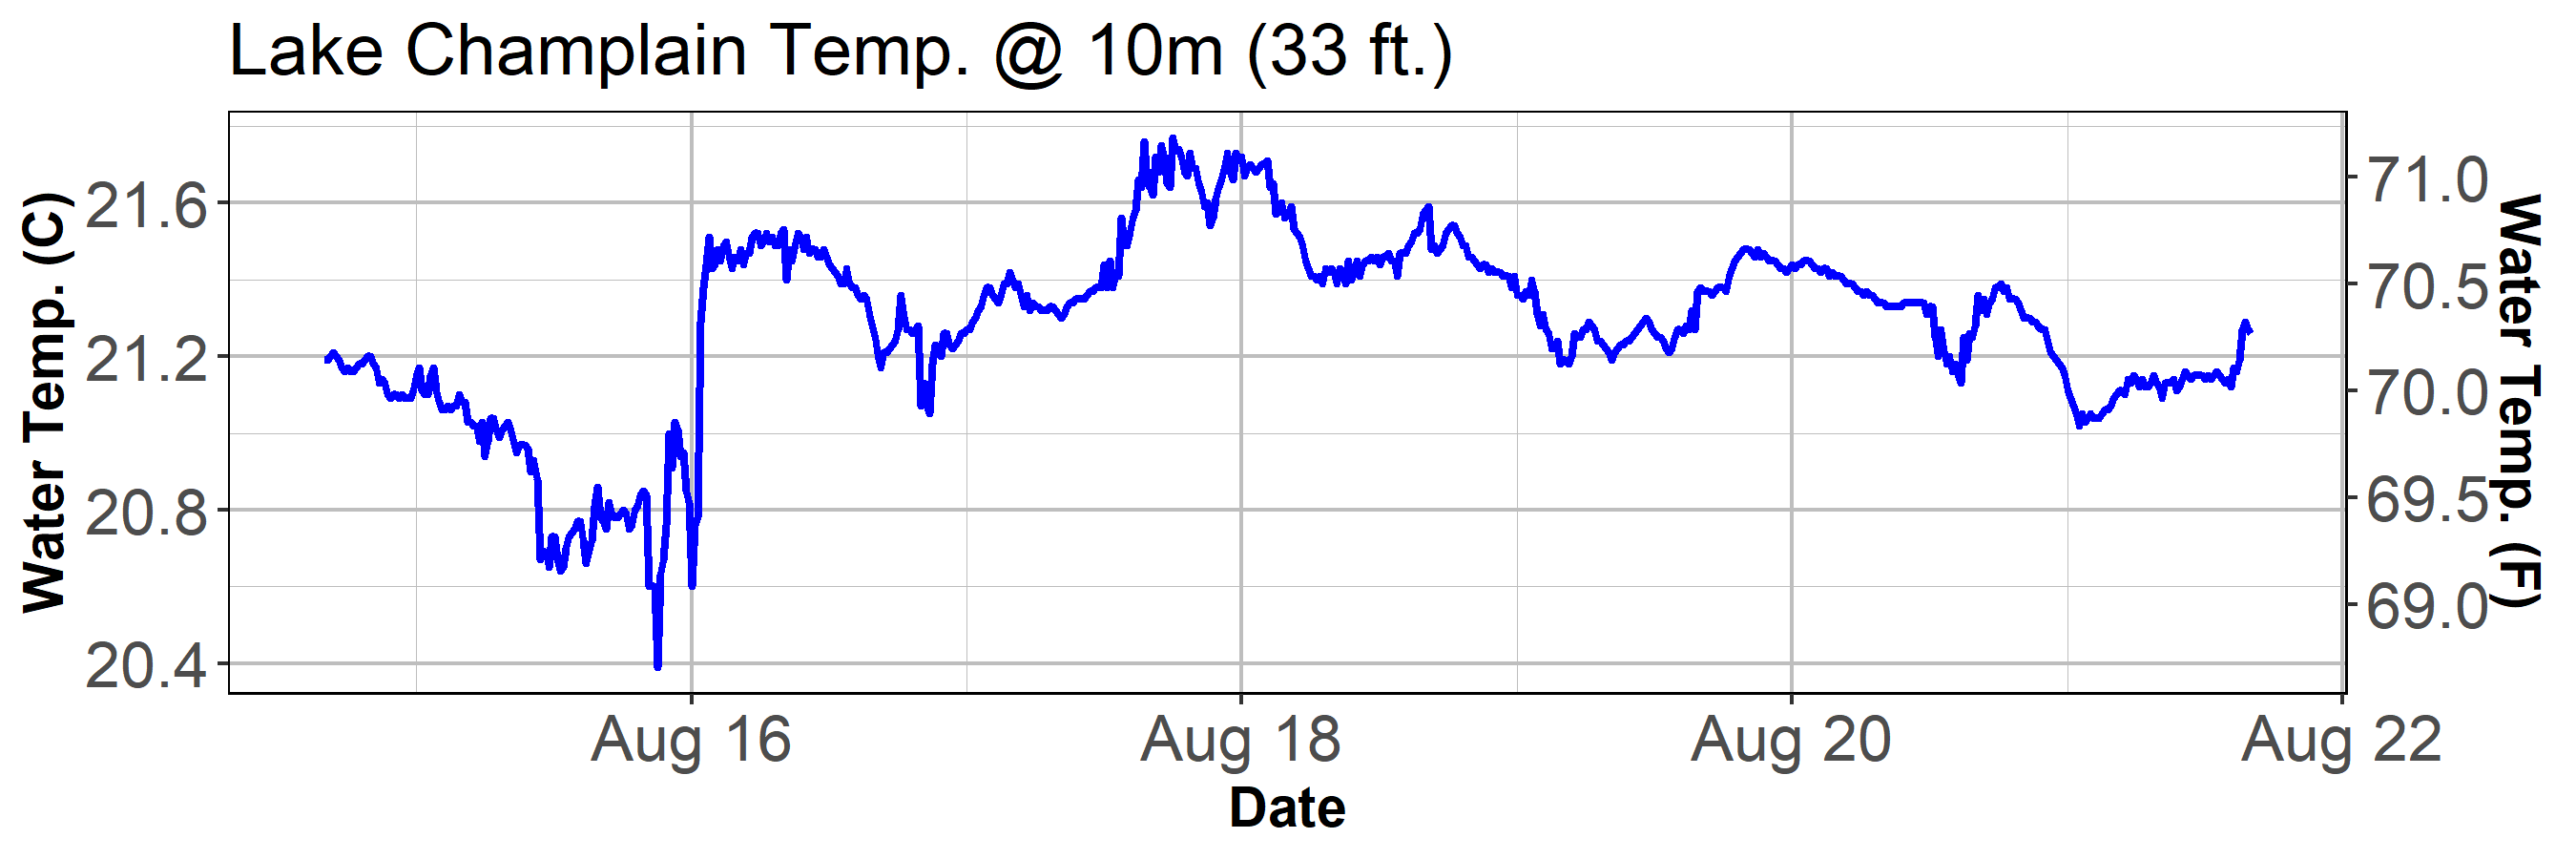 Lake Champlain Temp. @ 10m (33 ft.)
Water Temp. (C)
21.6
21.2
20.8
20.4
71.0
70.5
70.0
69.5
69.0
Water Temp. (F)
Aug 16
Aug 18
Aug 20
Aug 22
Date